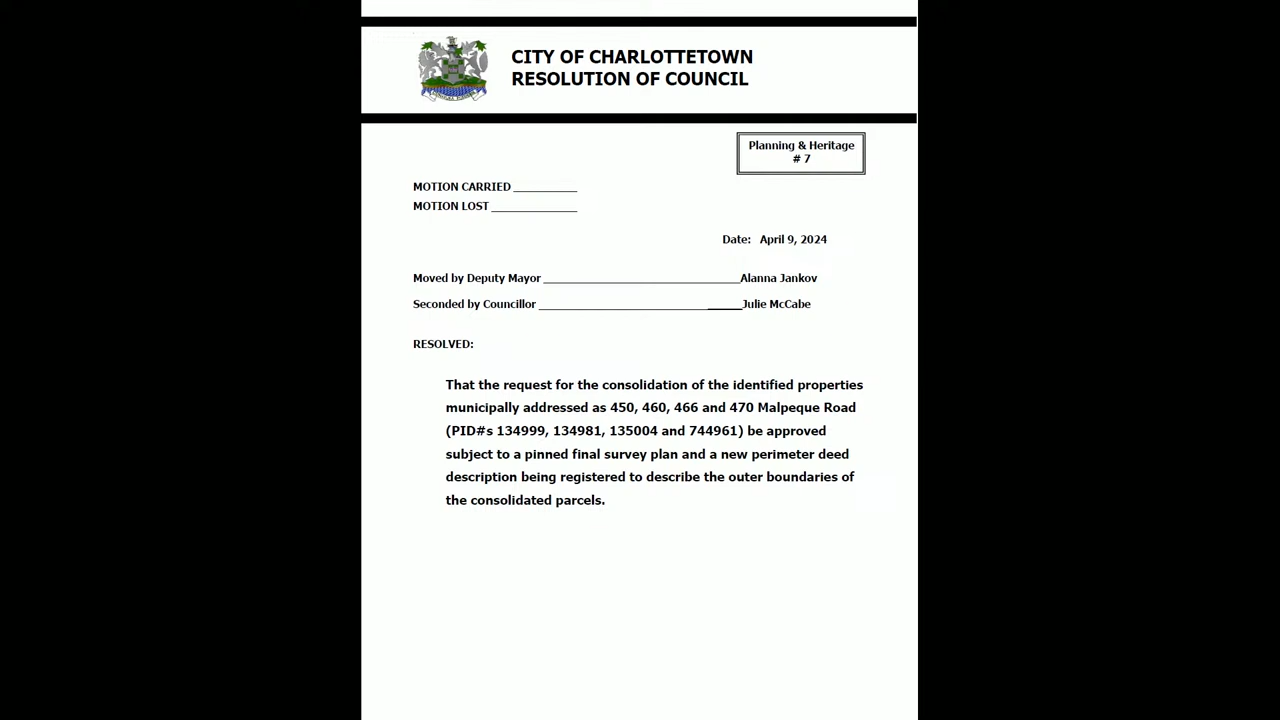 CITY OF CHARLOTTETOWN
RESOLUTION OF COUNCIL
Planning & Heritage
# 7
MOTION CARRIED ___________
MOTION LOST ______________
Date: April 9, 2024
Moved by Deputy Mayor ________________________________Alanna Jankov
Seconded by Councillor _________________________________Julie McCabe
RESOLVED:
That the request for the consolidation of the identified properties
municipally addressed as 450, 460, 466 and 470 Malpeque Road
(PID#s 134999, 134981, 135004 and 744961) be approved
subject to a pinned final survey plan and a new perimeter deed
description being registered to describe the outer boundaries of
the consolidated parcels.